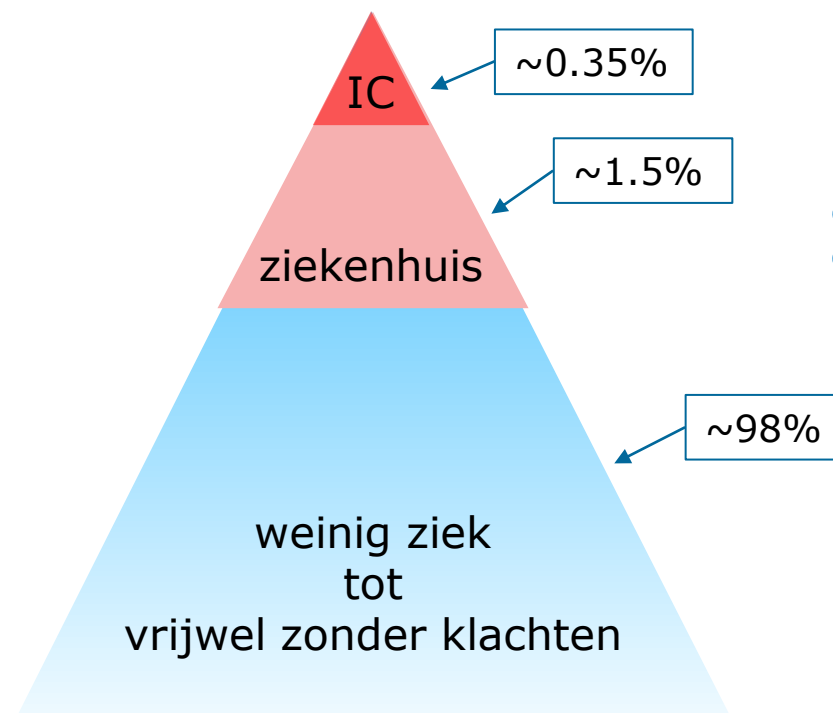 ~0.35%
IC
~1.5%
ziekenhuis
~98%
weinig ziek
tot
vrijwel zonder klachten